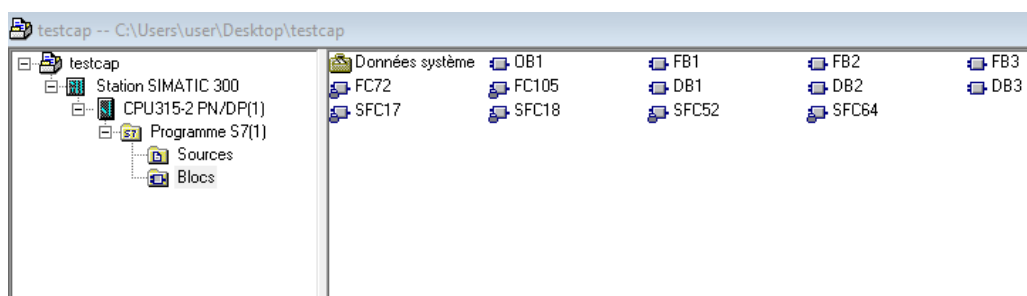 testcap -- C:\Users\user\Desktop\testcap
testcap
Station SIMATIC 300
CPU315-2 PN/DP(1)
Programme S7(1)
Sources
Blocs
Données système OB1 FB1 FB2 FB3
FC72 FC105 DB1 DB2 DB3
SFC17 SFC18 SFC52 SFC64